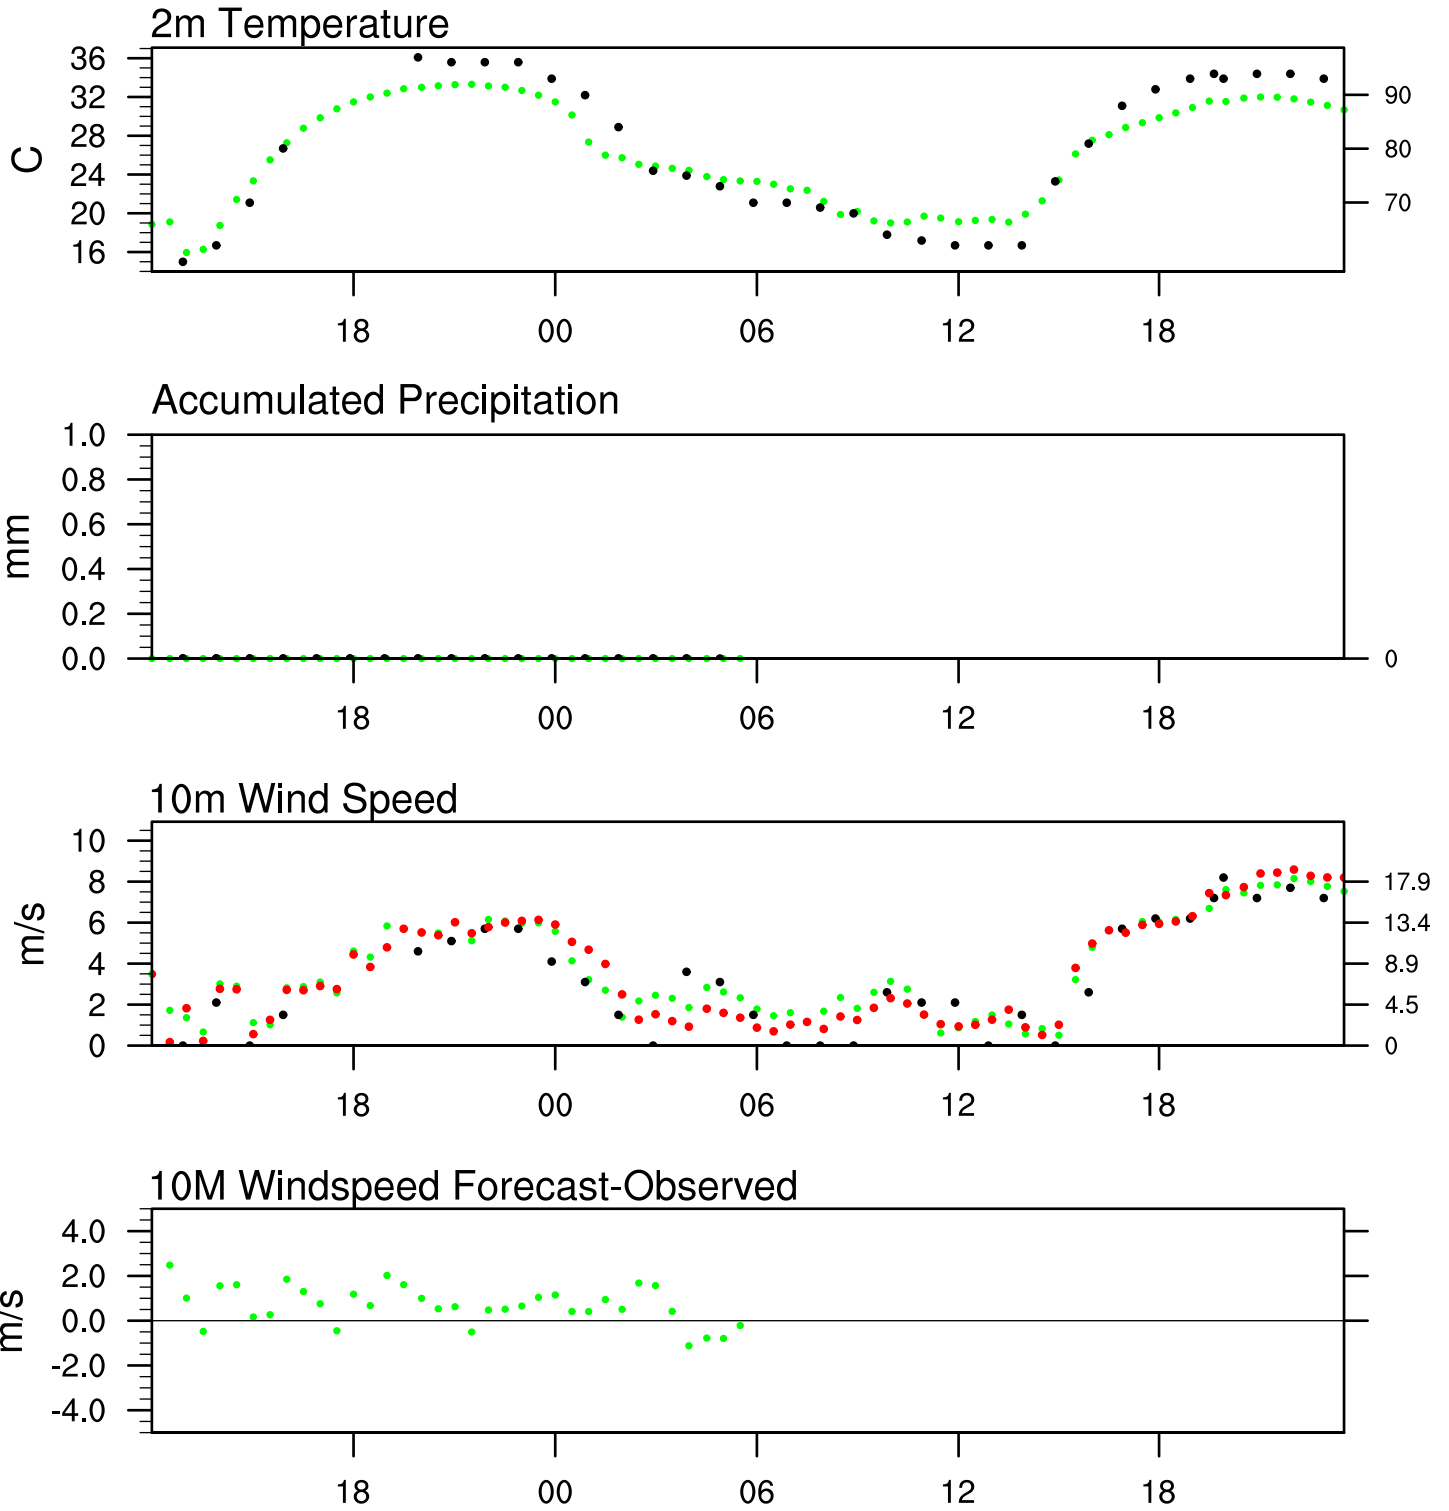 2m Temperature
36
32
28
24
20
16
C
90
80
70
18 00 06 12 18
Accumulated Precipitation
1.0
0.8
0.6
0.4
0.2
0.0
mm
0
18 00 06 12 18
10m Wind Speed
10
8
6
4
2
0
m/s
17.9
13.4
8.9
4.5
0
18 00 06 12 18
10M Windspeed Forecast-Observed
4.0
2.0
0.0
-2.0
-4.0
m/s
18 00 06 12 18